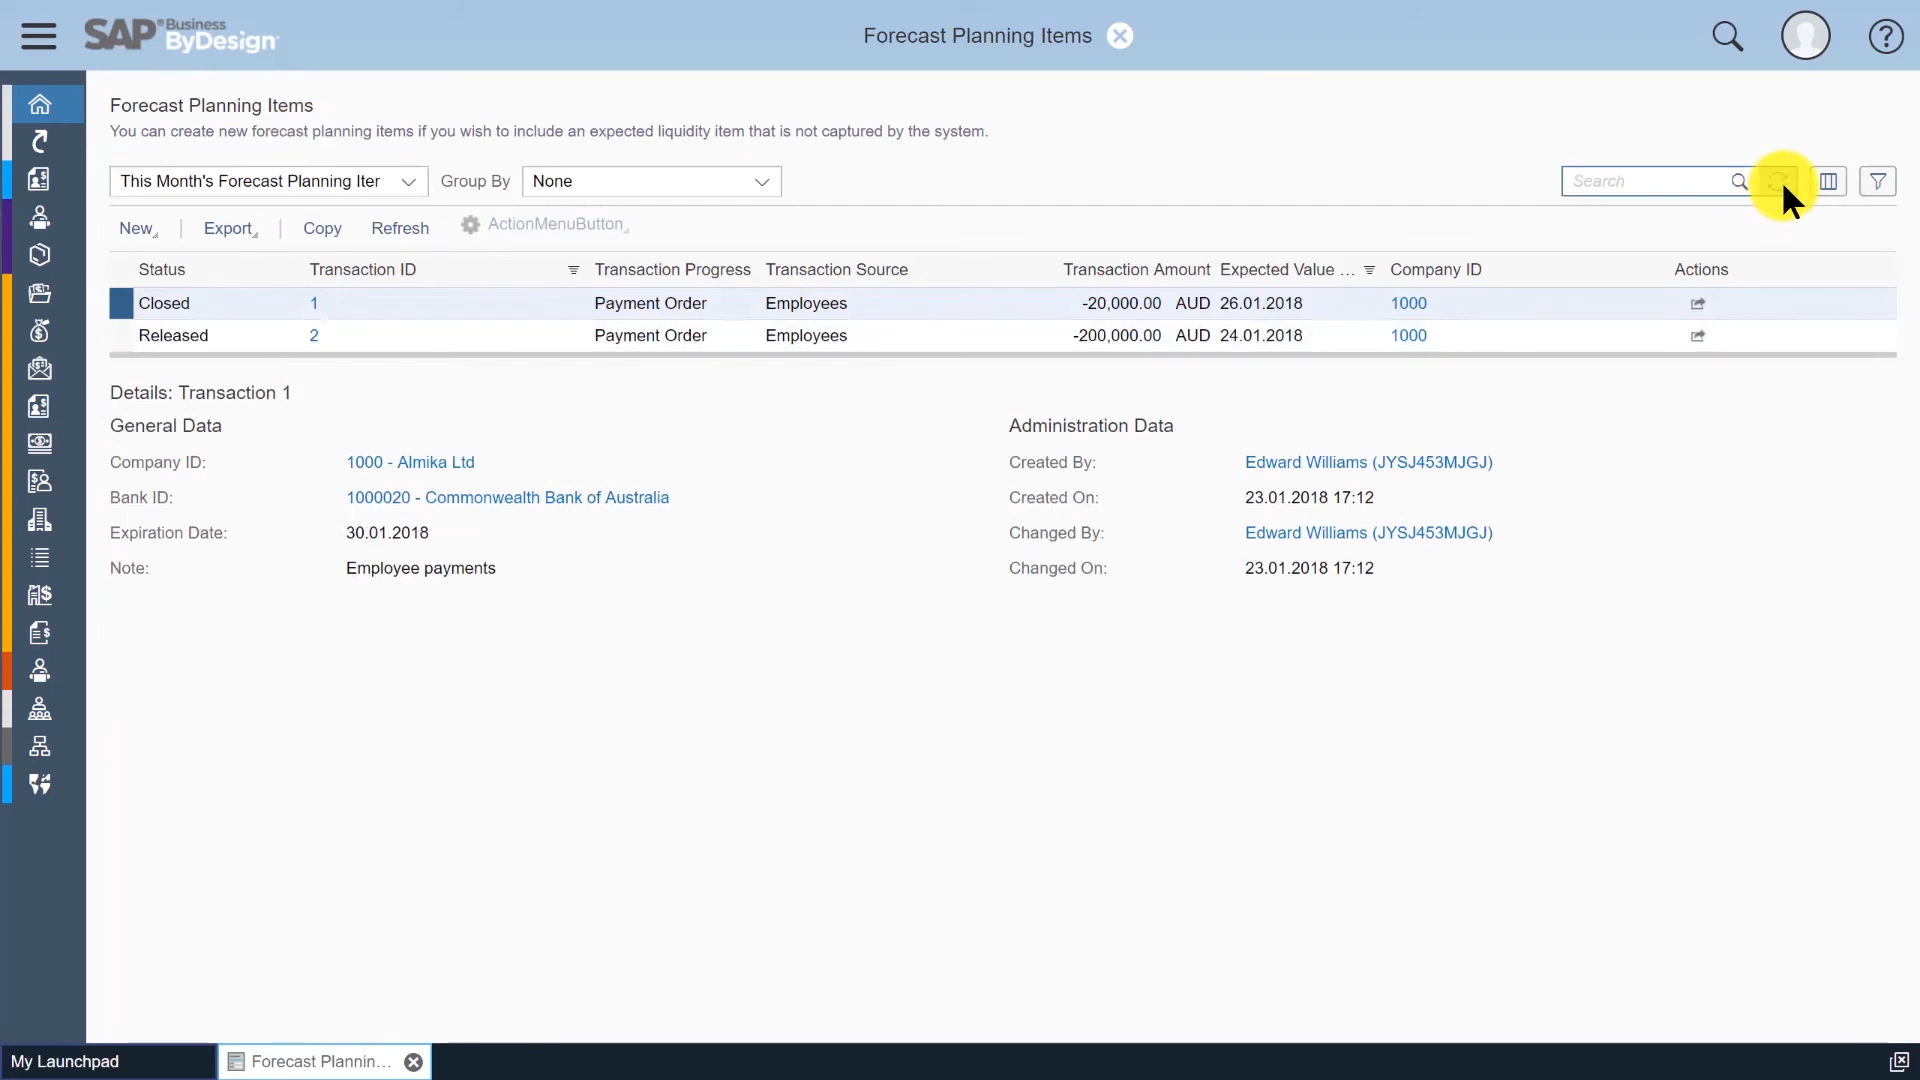 SAP Business ByDesign
Forecast Planning Items
Forecast Planning Items
You can create new forecast planning items if you wish to include an expected liquidity item that is not captured by the system.
This Month's Forecast Planning Iter Group By None Search
New Export Copy Refresh ActionMenuButton
Status Transaction ID Transaction Progress Transaction Source Transaction Amount Expected Value ... Company ID Actions
Closed 1 Payment Order Employees -20,000.00 AUD 26.01.2018 1000
Released 2 Payment Order Employees -200,000.00 AUD 24.01.2018 1000
Details: Transaction 1
General Data Administration Data
Company ID: 1000 - Almika Ltd Created By: Edward Williams (JYSJ453MJGJ)
Bank ID: 1000020 - Commonwealth Bank of Australia Created On: 23.01.2018 17:12
Expiration Date: 30.01.2018 Changed By: Edward Williams (JYSJ453MJGJ)
Note: Employee payments Changed On: 23.01.2018 17:12
My Launchpad Forecast Plannin...